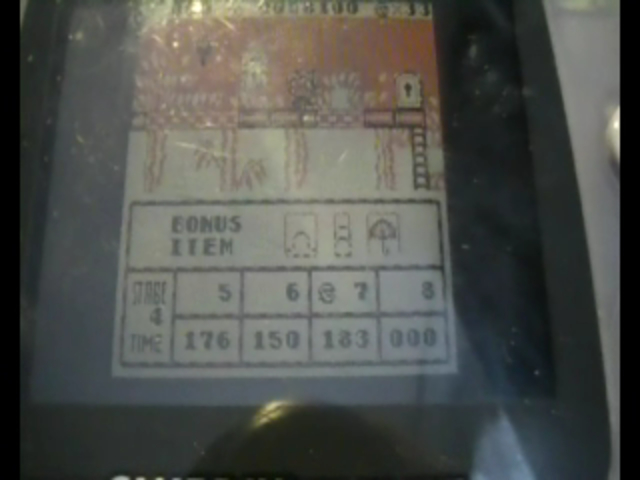 BONUS
ITEM
STAGE 5 6 @ 7 8
4
TIME 176 150 183 000